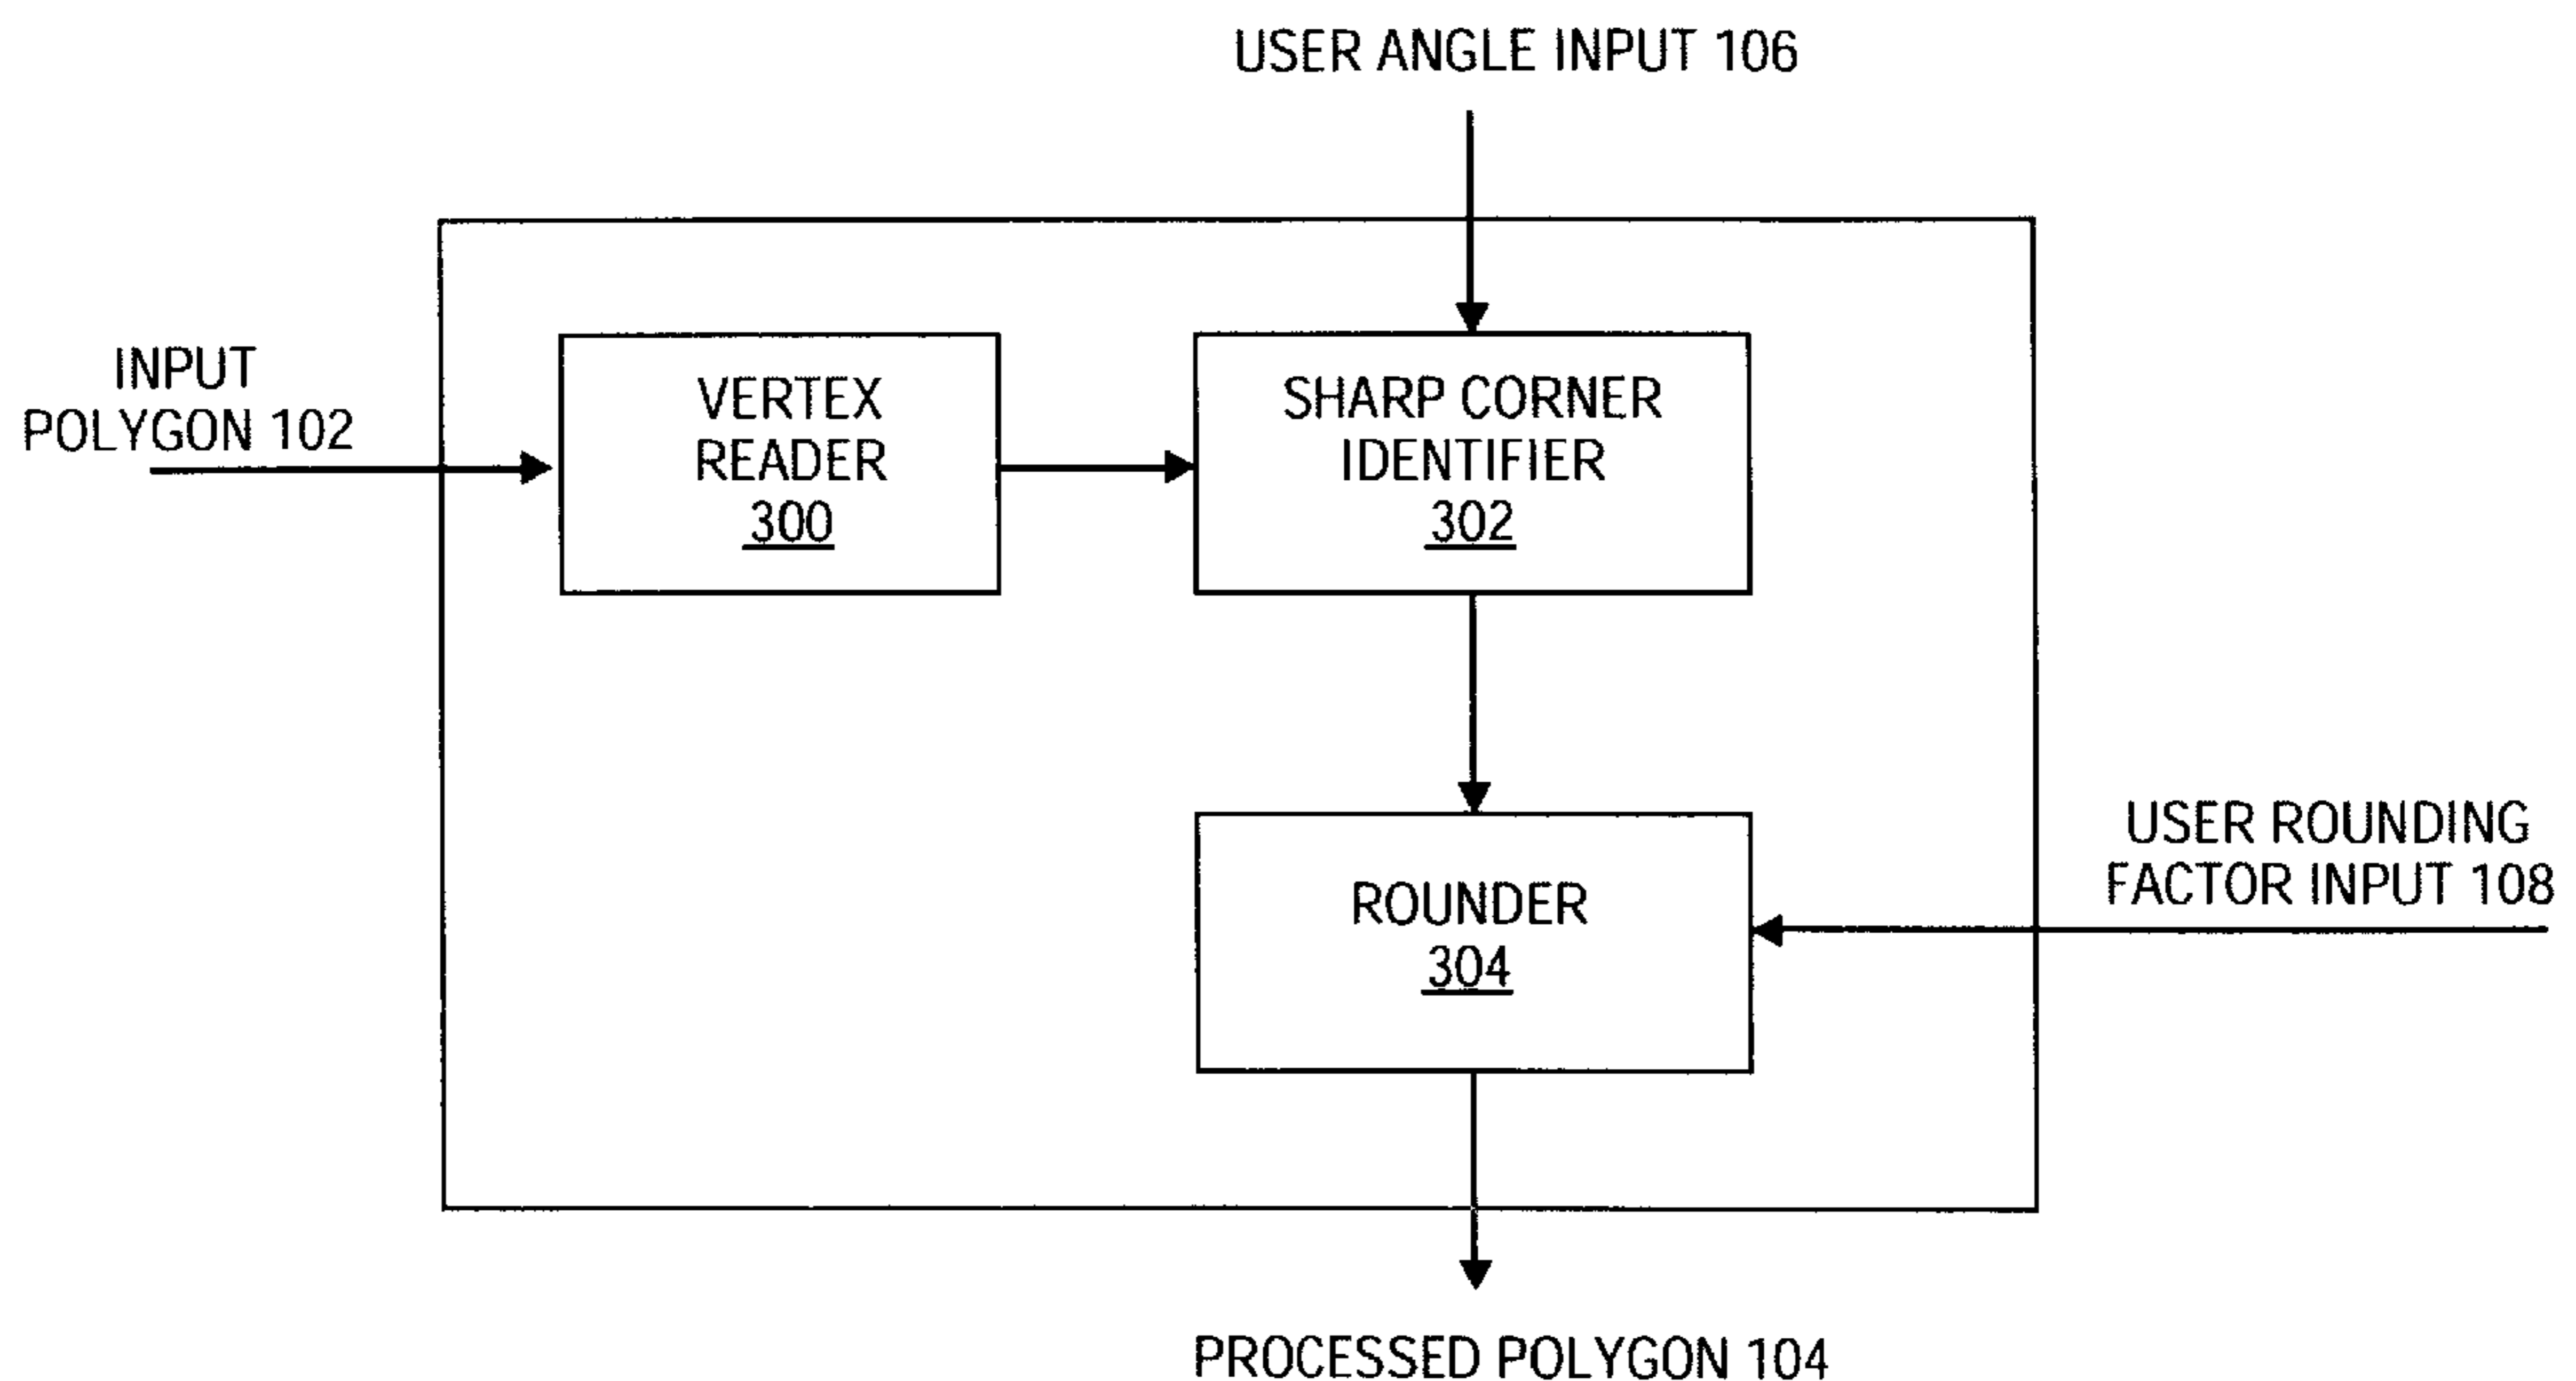 USER ANGLE INPUT 106
INPUT
POLYGON 102
VERTEX
READER
300
SHARP CORNER
IDENTIFIER
302
ROUNDER
304
USER ROUNDING
FACTOR INPUT 108
PROCESSED POLYGON 104